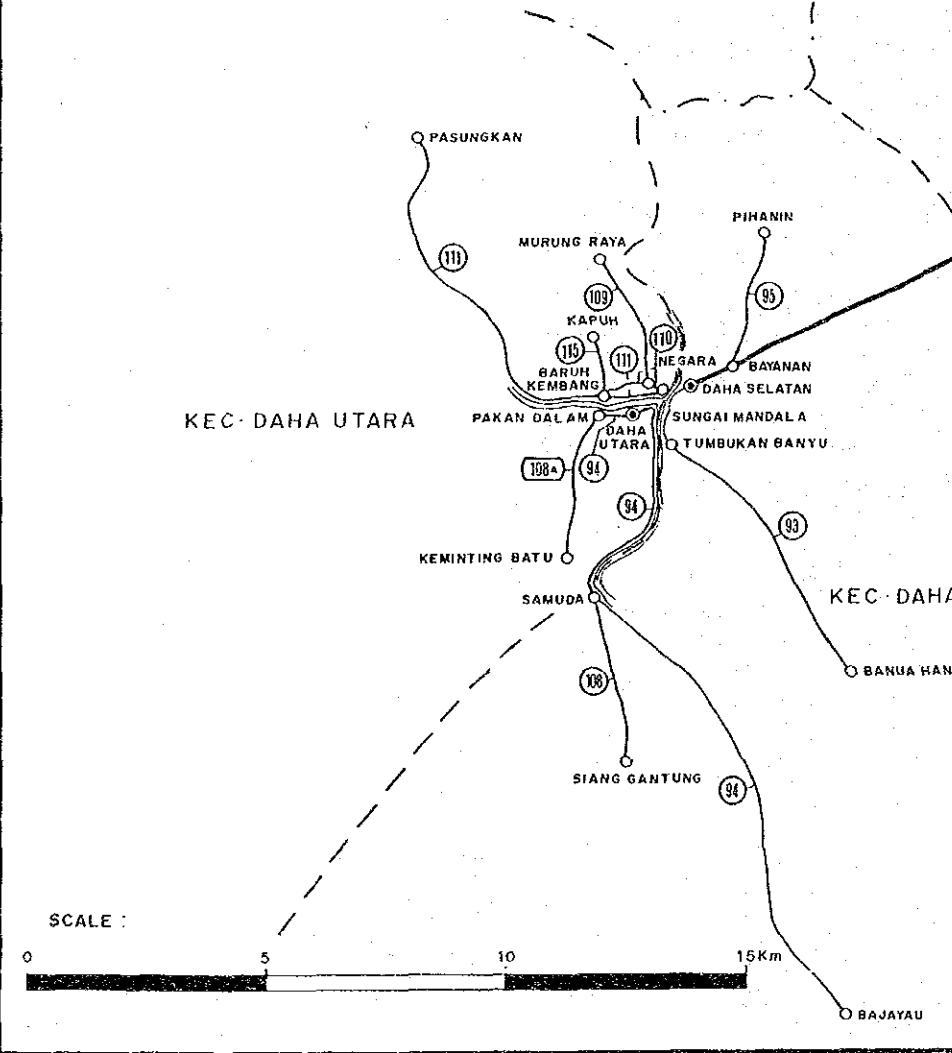 PASUNGKAN
PIHANIN
MURUNG RAYA
111
109
95
KAPUH
115
111
110
NEGARA
BAYANAN
BARUH
KEMBANG
DAHA SELATAN
KEC. DAHA UTARA
PAKAN DALAM
DAHA
UTARA
SUNGAI MANDALA
TUMBUKAN BANYU
108A
94
94
93
KEMINTING BATU
SAMUDA
KEC. DAHA
BANUA HAN
108
SIANG GANTUNG
94
SCALE :
0 5 10 15Km
BAJAYAU